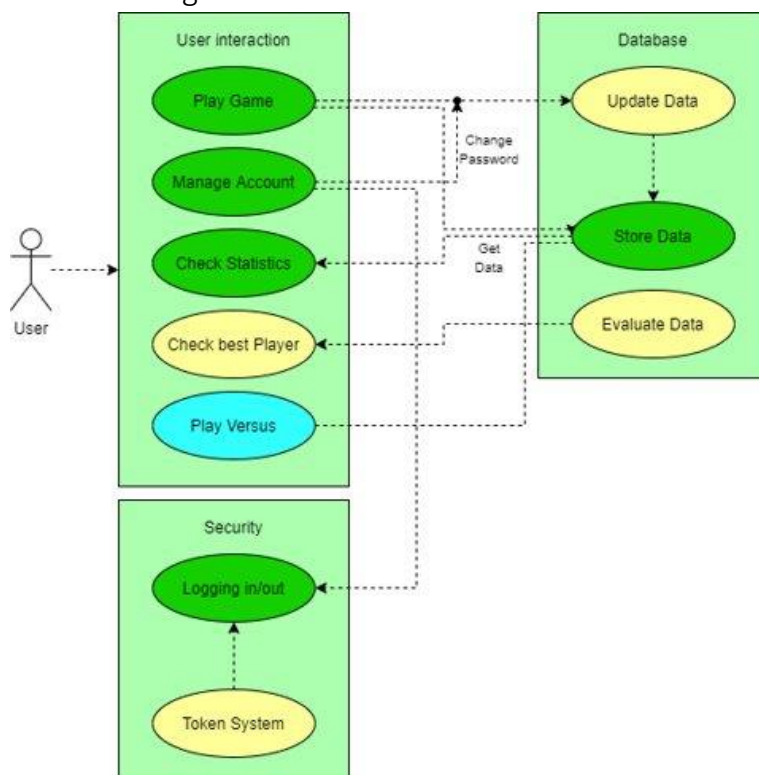 User interaction
Play Game
Manage Account
Check Statistics
Check best Player
Play Versus
User
Change
Password
Get
Data
Database
Update Data
Store Data
Evaluate Data
Security
Logging in/out
Token System